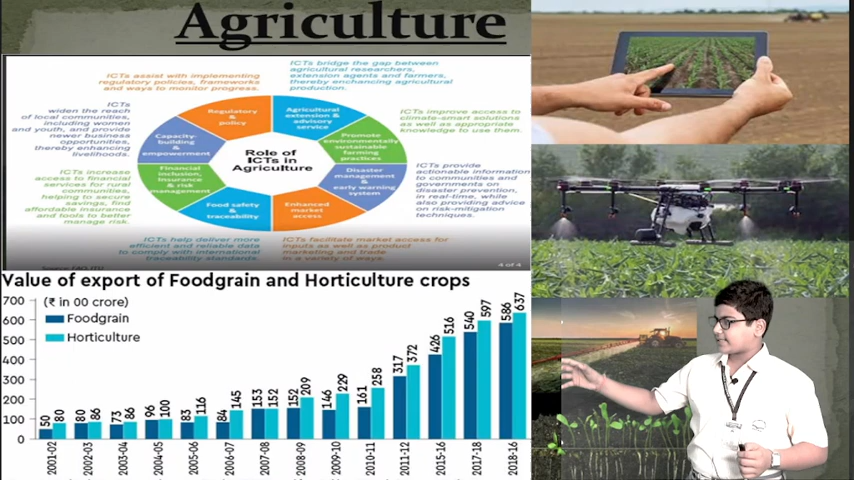 Agriculture
ICTs assist with implementing
regulatory policies, frameworks
and ways to monitor progress.
ICTs bridge the gap between
agricultural researchers,
extension agents and farmers,
thereby enchancing agricultural
production.
ICTs
widen the reach
of local communities,
including women
and youth, and provide
newer business
opportunities,
thereby enhancing
livelihoods.
ICTs improve access to
climate-smart solutions
as well as appropriate
knowledge to use them.
ICTs increase
access to financial
services for rural
communities,
helping to secure
savings, find
affordable insurance
and tools to better
manage risk.
ICTs provide
actionable information
to communities and
governments on
disaster prevention,
in real-time, while
also providing advice
on risk-mitigation
techniques.
ICTs help deliver more
efficient and reliable data
to comply with international
traceability standards.
ICTs facilitate market access for
inputs as well as product
marketing and trade
in a variety of ways.
Regulatory &
policy
Agricultural
extension &
advisory
service
Capacity-
building &
empowerment
Promote
environmentally
sustainable
farming
practices
Role of
ICTs in
Agriculture
Financial
inclusion,
Insurance
& risk
management
Disaster
management &
early warning
system
Food safety &
traceability
Enhanced
market
access
4 of 4
Value of export of Foodgrain and Horticulture crops
(₹ in 00 crore)
Foodgrain
Horticulture
700
600
500
400
300
200
100
0
50 80 80 86 73 86 96 100 83 116 84 145 153 152 152 209 146 229 161 258 317 372 426 516 540 597 586 637
2001-02 2002-03 2003-04 2004-05 2005-06 2006-07 2007-08 2008-09 2009-10 2010-11 2011-12 2015-16 2017-18 2018-16